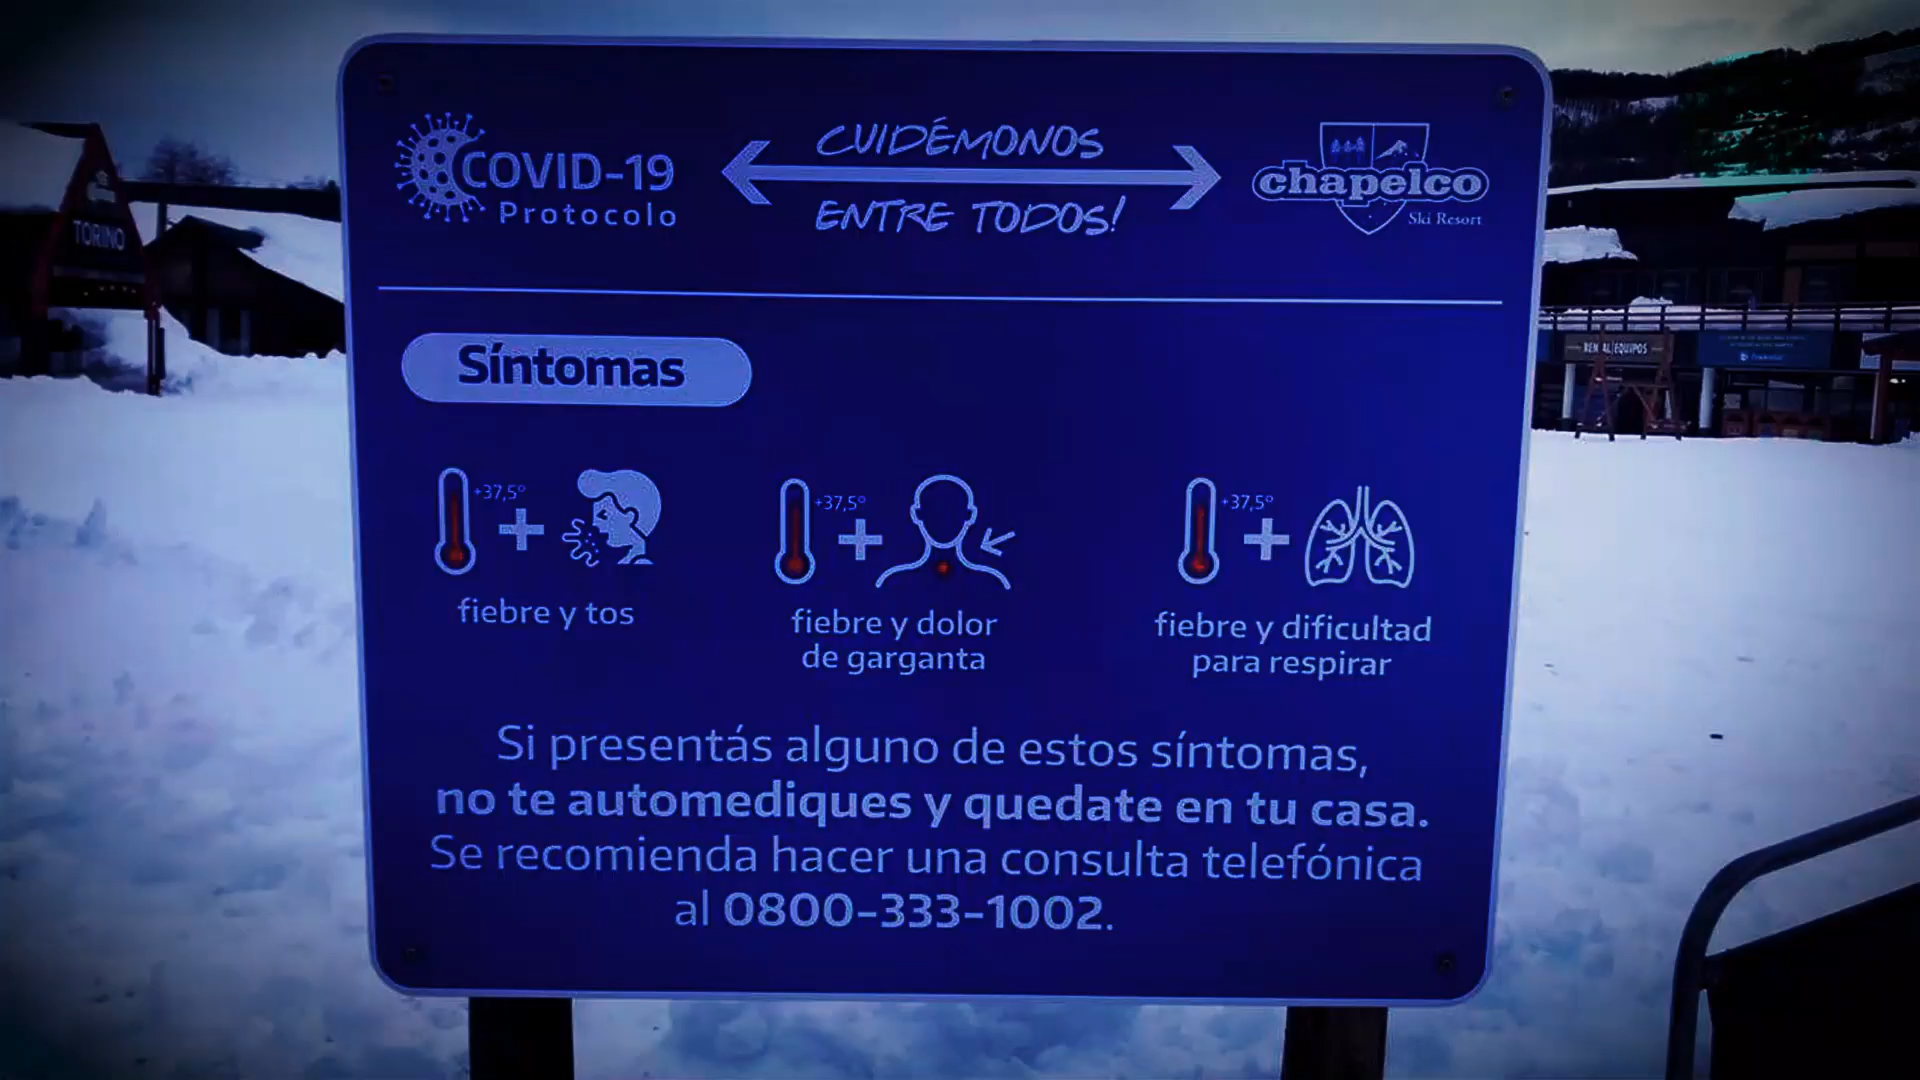 COVID-19
Protocolo
CUIDÉMONOS
ENTRE TODOS!
chapelco
Ski Resort
TORINO
Síntomas
RENTAL EQUIPOS
+37,5°
+37,5°
+37,5°
fiebre y tos
fiebre y dolor
de garganta
fiebre y dificultad
para respirar
Si presentás alguno de estos síntomas,
no te automediques y quedate en tu casa.
Se recomienda hacer una consulta telefónica
al 0800-333-1002.